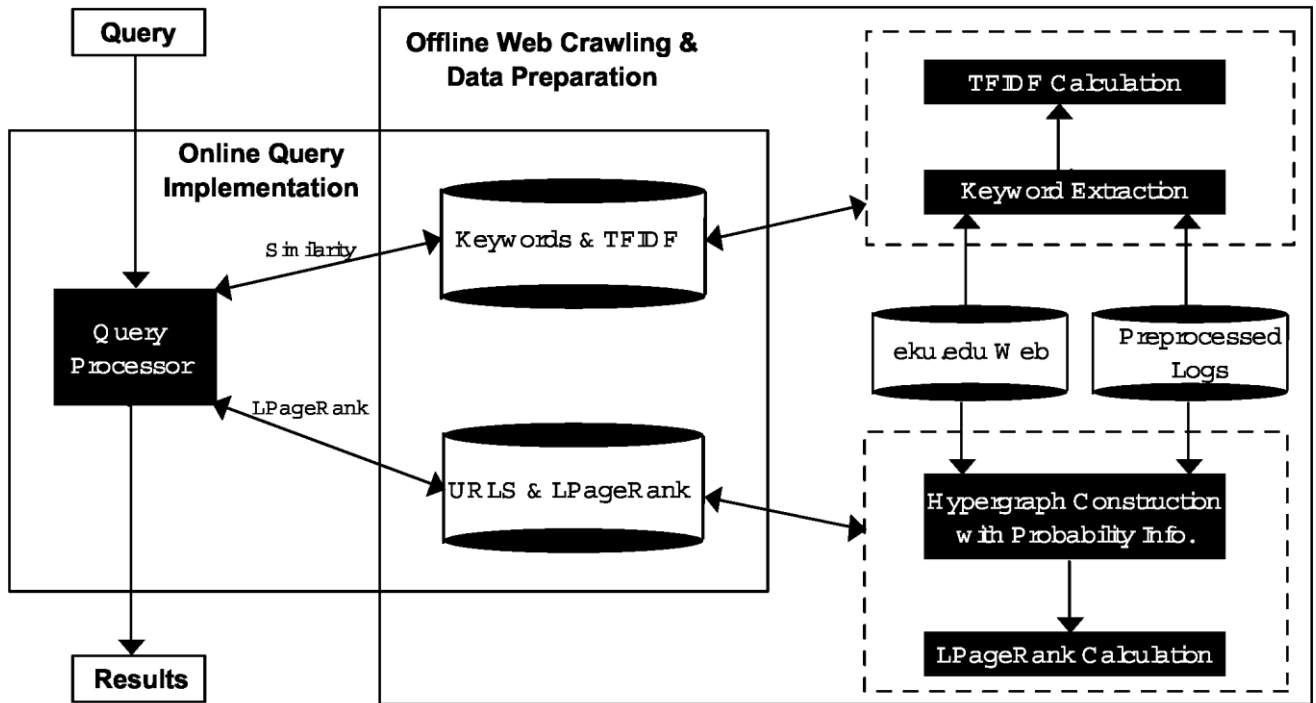 Query
Offline Web Crawling &
Data Preparation
TFIDF Calculation
Online Query
Implementation
Keyword Extraction
Similarity
Keywords & TFIDF
Query
Processor
eku.edu Web
Preprocessed
Logs
LPageRank
URLS & LPageRank
Hypergraph Construction
with Probability Info.
LPageRank Calculation
Results